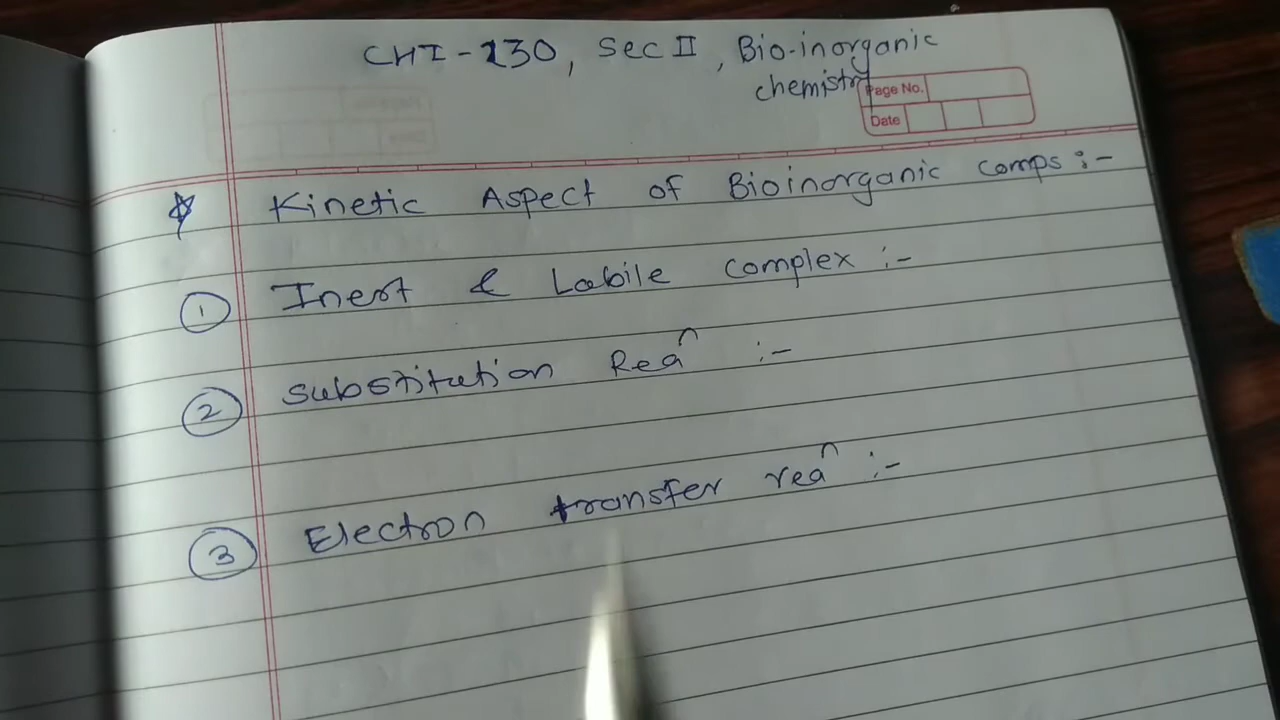 CHI-230, Sec II, Bio-inorganic
chemistry
Page No.
Date
Kinetic Aspect of Bioinorganic comps :-
① Inert & Labile complex :-
② Substitution Reaⁿ :-
③ Electron transfer reaⁿ :-